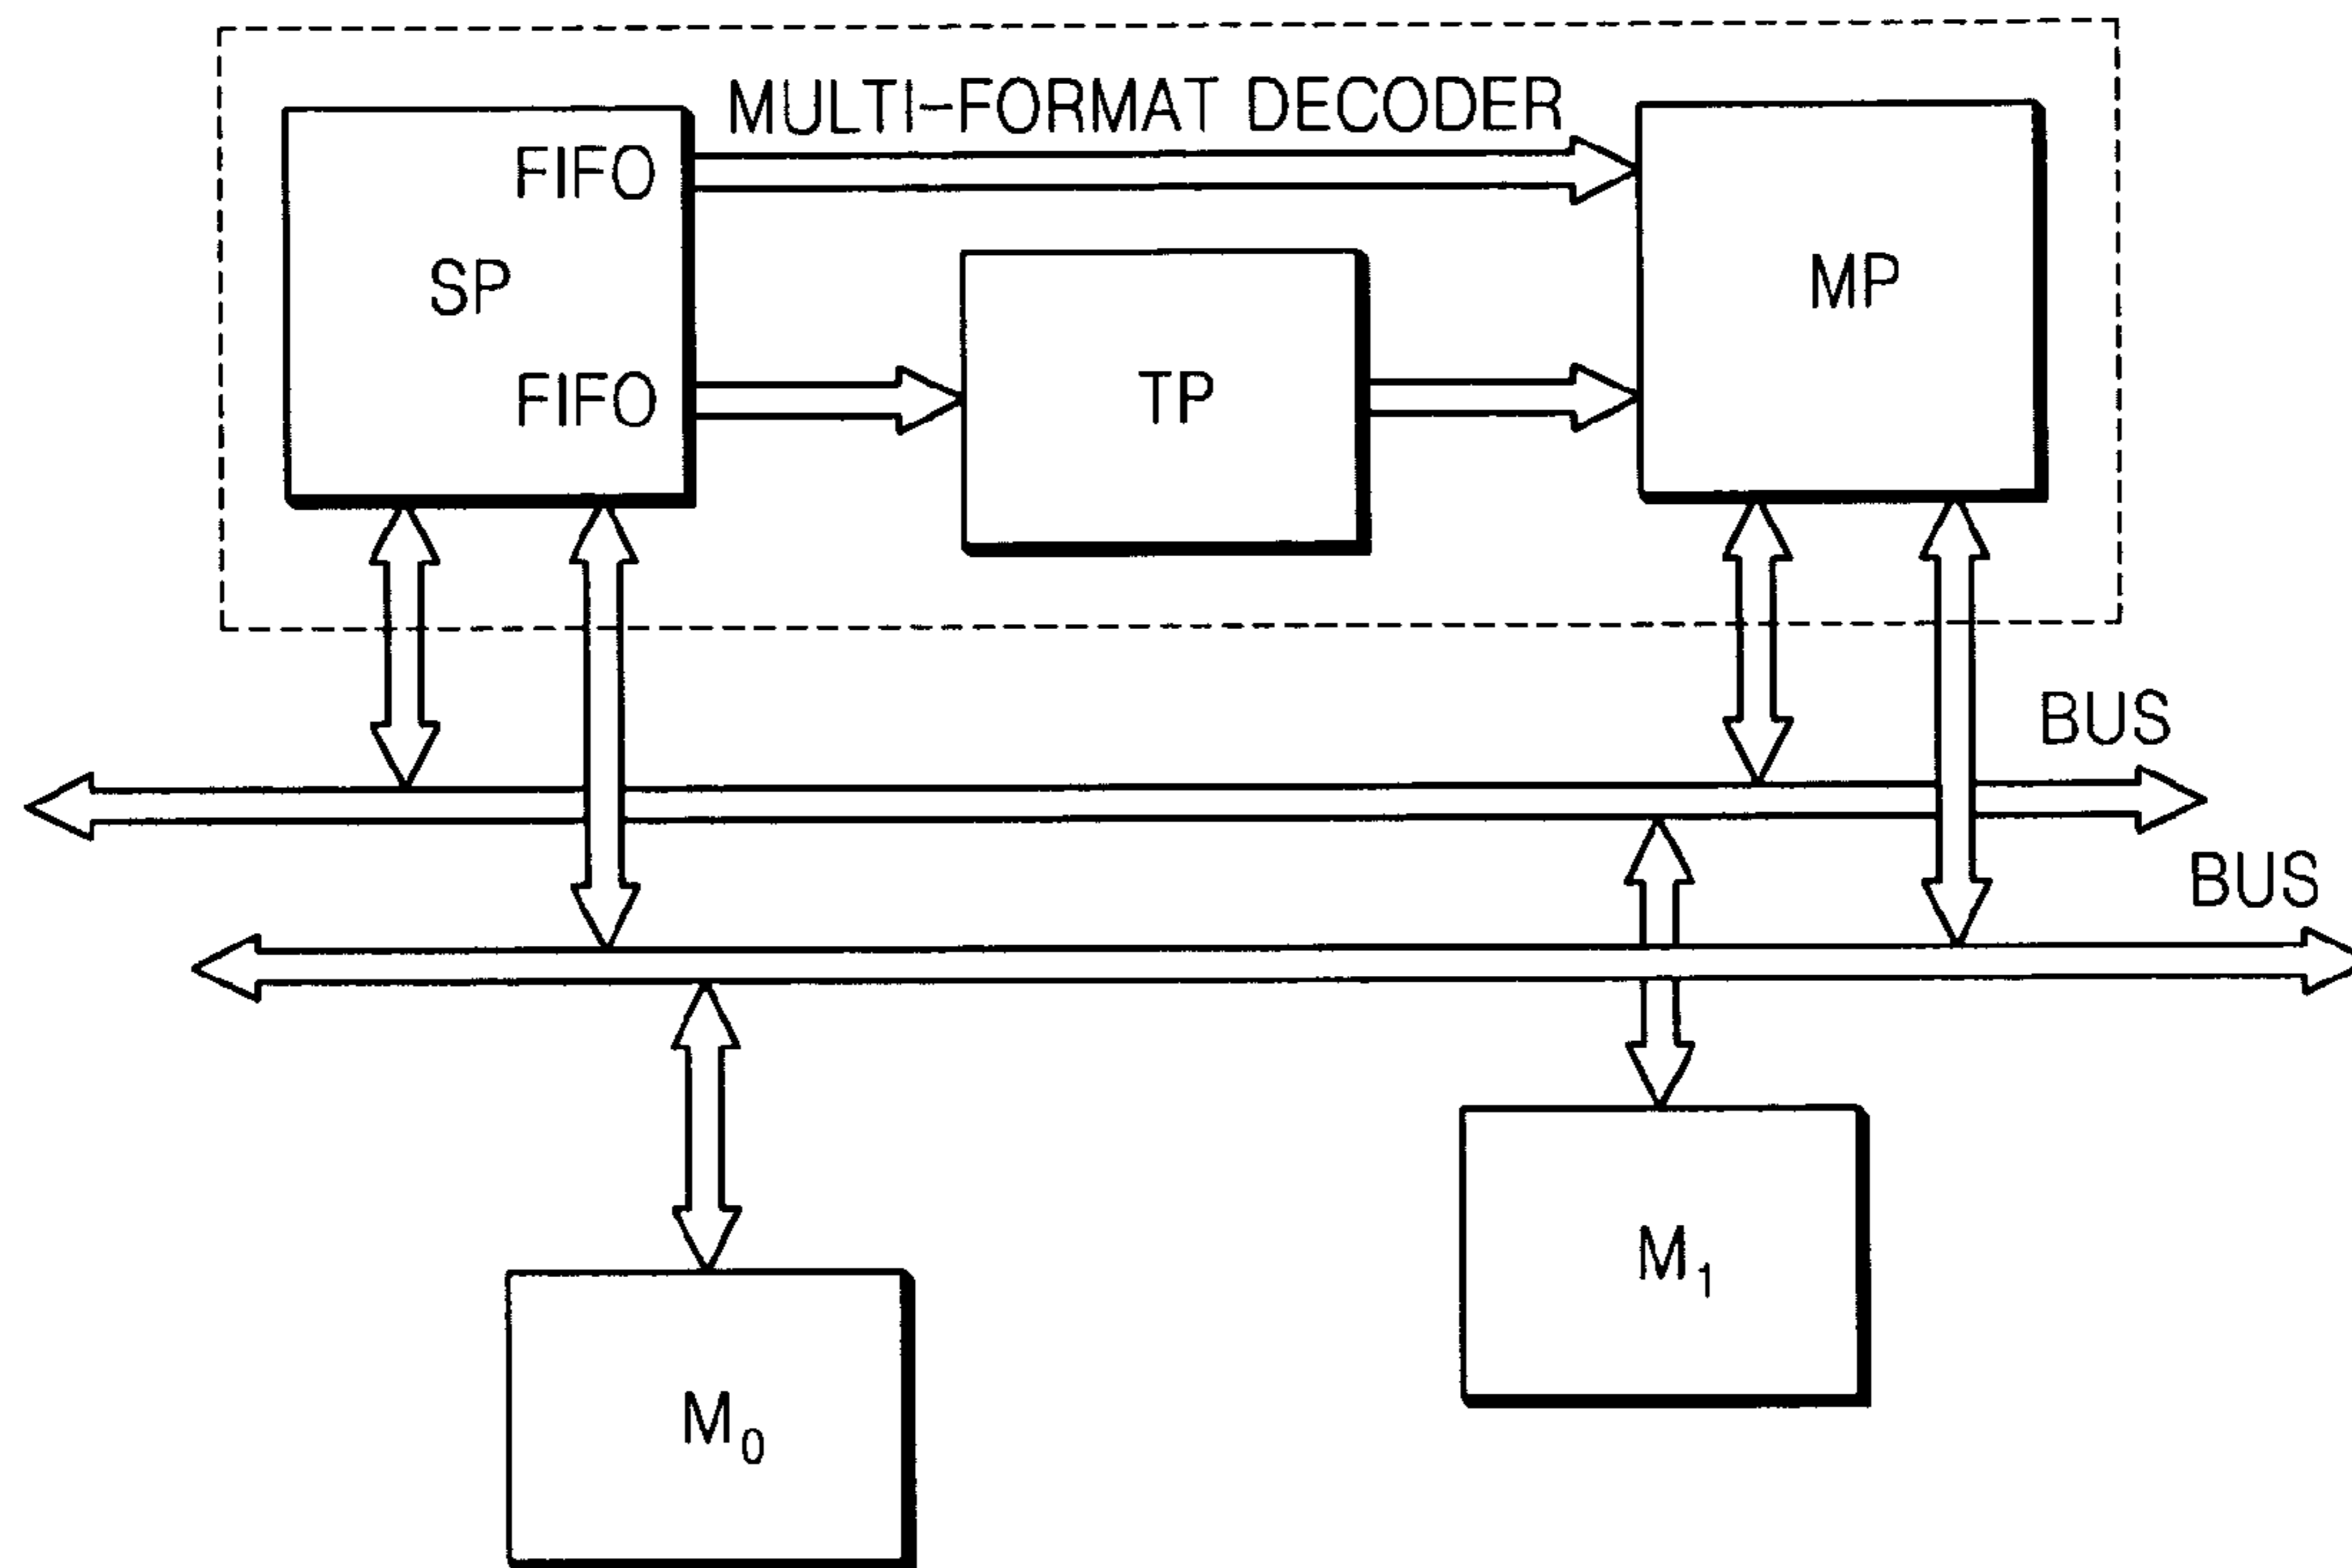 MULTI-FORMAT DECODER
FIFO
SP
FIFO
TP
MP
BUS
BUS
M₁
M₀